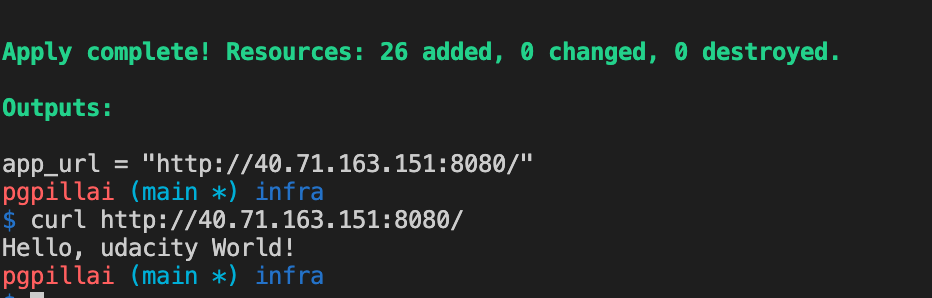 Apply complete! Resources: 26 added, 0 changed, 0 destroyed.
Outputs:
app_url = "http://40.71.163.151:8080/"
pgpillai (main *) infra
$ curl http://40.71.163.151:8080/
Hello, udacity World!
pgpillai (main *) infra
$